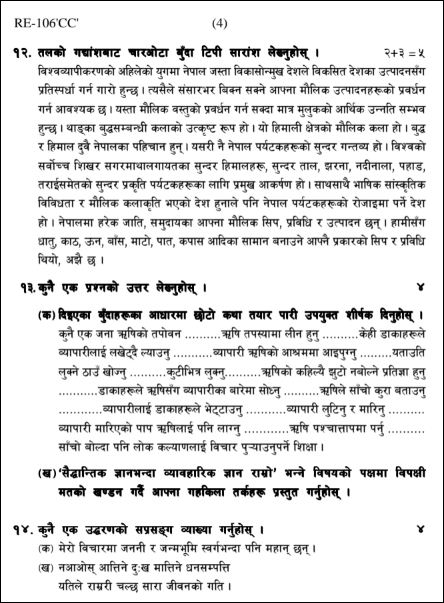 RE-106'CC' (4)
१२. तलको गद्यांशबाट चारओटा बुँदा टिपी सारांश लेख्नुहोस् । २+३ = ५
विश्वव्यापीकरणको अहिलेको युगमा नेपाल जस्ता विकासोन्मुख देशले विकसित देशका उत्पादनसँग
प्रतिस्पर्धा गर्न गारो हुन्छ । त्यसैले संसारभर बिक्न सक्ने आफ्ना मौलिक उत्पादनहरूको प्रवर्धन
गर्न आवश्यक छ । यस्ता मौलिक वस्तुको प्रवर्धन गर्न सक्दा मात्र मुलुकको आर्थिक उन्नति सम्भव
हुन्छ । थाङ्का बुद्धसम्बन्धी कलाको उत्कृष्ट रूप हो । यो हिमाली क्षेत्रको मौलिक कला हो । बुद्ध
र हिमाल दुवै नेपालका पहिचान हुन् । यसरी नै नेपाल पर्यटकहरूको सुन्दर गन्तव्य हो । विश्वको
सर्वोच्च शिखर सगरमाथालगायतका सुन्दर हिमालहरू, सुन्दर ताल, झरना, नदीनाला, पहाड,
तराईसमेतको सुन्दर प्रकृति पर्यटकहरूका लागि प्रमुख आकर्षण हो । साथसाथै भाषिक सांस्कृतिक
विविधता र मौलिक कलाकृति भएको देश हुनाले पनि नेपाल पर्यटकहरूको रोजाइमा पर्ने देश
हो । नेपालमा हरेक जाति, समुदायका आफ्ना मौलिक सिप, प्रविधि र उत्पादन छन् । हामीसँग
धातु, काठ, ऊन, बाँस, माटो, पात, कपास आदिका सामान बनाउने आफ्नै प्रकारको सिप र प्रविधि
थियो, अझै छ ।
१३. कुनै एक प्रश्नको उत्तर लेख्नुहोस् । ४
(क) दिइएका बुँदाहरूका आधारमा छोटो कथा तयार पारी उपयुक्त शीर्षक दिनुहोस् ।
कुनै एक जना ऋषिको तपोवन ..........ऋषि तपस्यामा लीन हुनु ..........केही डाकाहरूले
व्यापारीलाई लखेट्दै ल्याउनु ..........व्यापारी ऋषिको आश्रममा आइपुग्नु ..........यताउति
लुक्ने ठाउँ खोज्नु ..........कुटीभित्र लुक्नु..........ऋषिको कहिल्यै झुटो नबोल्ने प्रतिज्ञा हुनु
..........डाकाहरूले ऋषिसँग व्यापारीका बारेमा सोध्नु ..........ऋषिले साँचो कुरा बताउनु
............व्यापारीलाई डाकाहरूले भेट्टाउनु ............व्यापारी लुटिनु र मारिनु ..........
व्यापारी मारिएको पाप ऋषिलाई पनि लाग्नु ............ऋषि पश्चात्तापमा पर्नु ..........
साँचो बोल्दा पनि लोक कल्याणलाई विचार पुऱ्याउनुपर्ने शिक्षा ।
(ख) 'सैद्धान्तिक ज्ञानभन्दा व्यावहारिक ज्ञान राम्रो' भन्ने विषयको पक्षमा विपक्षी
मतको खण्डन गर्दै आफ्ना गहकिला तर्कहरू प्रस्तुत गर्नुहोस् ।
१४. कुनै एक उद्धरणको सप्रसङ्ग व्याख्या गर्नुहोस् । ४
(क) मेरो विचारमा जननी र जन्मभूमि स्वर्गभन्दा पनि महान् छन् ।
(ख) नआओस् आत्तिने दुःख मात्तिने धनसम्पत्ति
यतिले राम्ररी चल्छ सारा जीवनको गति ।